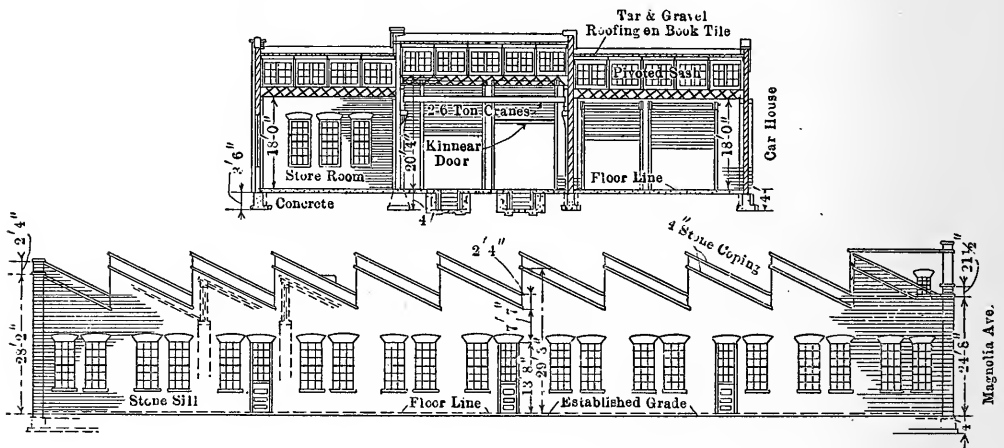 Tar & Gravel
Roofing on Book Tile
Pivoted Sash
2-6 Ton Cranes
Kinnear
Door
Store Room
Floor Line
Concrete
Car House
3'6"
18'-0"
20'-4"
18'-0"
4'
4'
2'4"
28'-2"
2'4"
4" Stone Coping
7'-7"
13'8"
29'-3"
21½"
24'-8"
4'
Stone Sill
Floor Line
Established Grade
Magnolia Ave.